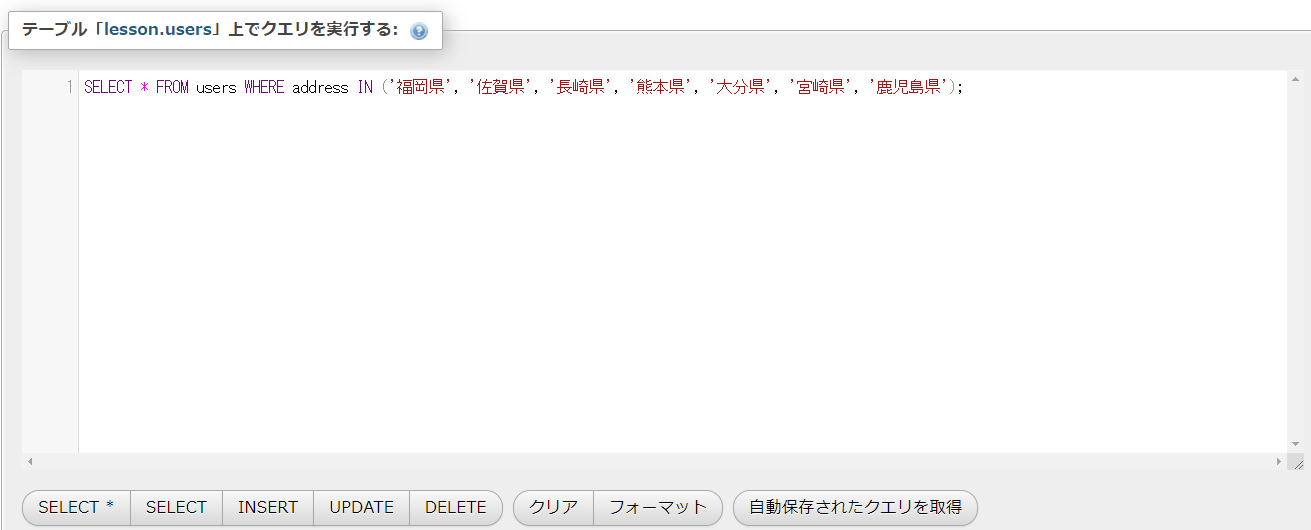 テーブル「lesson.users」上でクエリを実行する:
1 SELECT * FROM users WHERE address IN ('福岡県', '佐賀県', '長崎県', '熊本県', '大分県', '宮崎県', '鹿児島県');
SELECT * SELECT INSERT UPDATE DELETE クリア フォーマット 自動保存されたクエリを取得